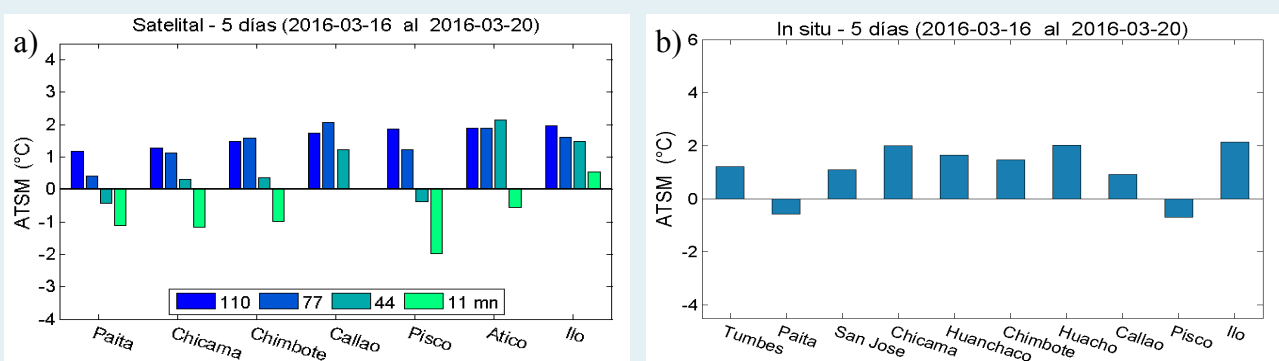 a)
Satelital - 5 días (2016-03-16 al 2016-03-20)
ATSM (°C)
4
3
2
1
0
-1
-2
-3
-4
110 77 44 11 mn
Paita Chicama Chimbote Callao Pisco Atico Ilo
b)
In situ - 5 días (2016-03-16 al 2016-03-20)
ATSM (°C)
6
4
2
0
-2
-4
Tumbes Paita San Jose Chicama Huanchaco Chimbote Huacho Callao Pisco Ilo